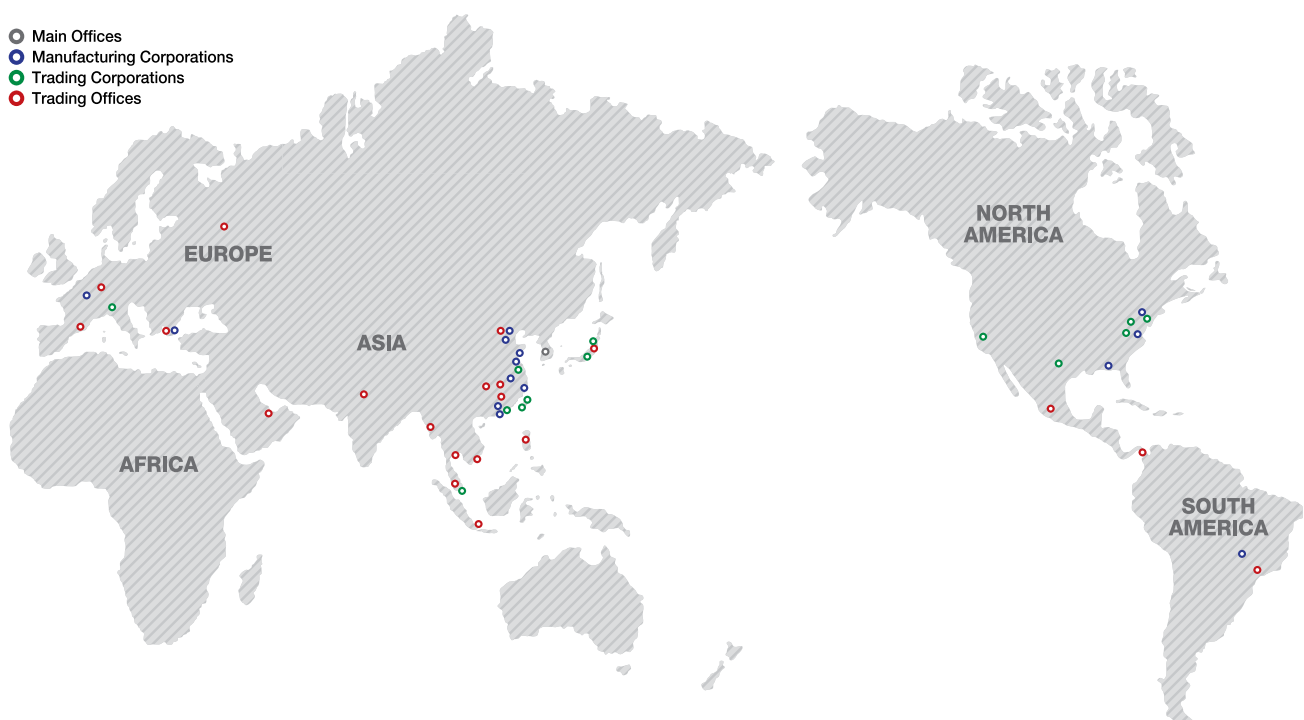 Main Offices
Manufacturing Corporations
Trading Corporations
Trading Offices
NORTH
AMERICA
EUROPE
ASIA
AFRICA
SOUTH
AMERICA